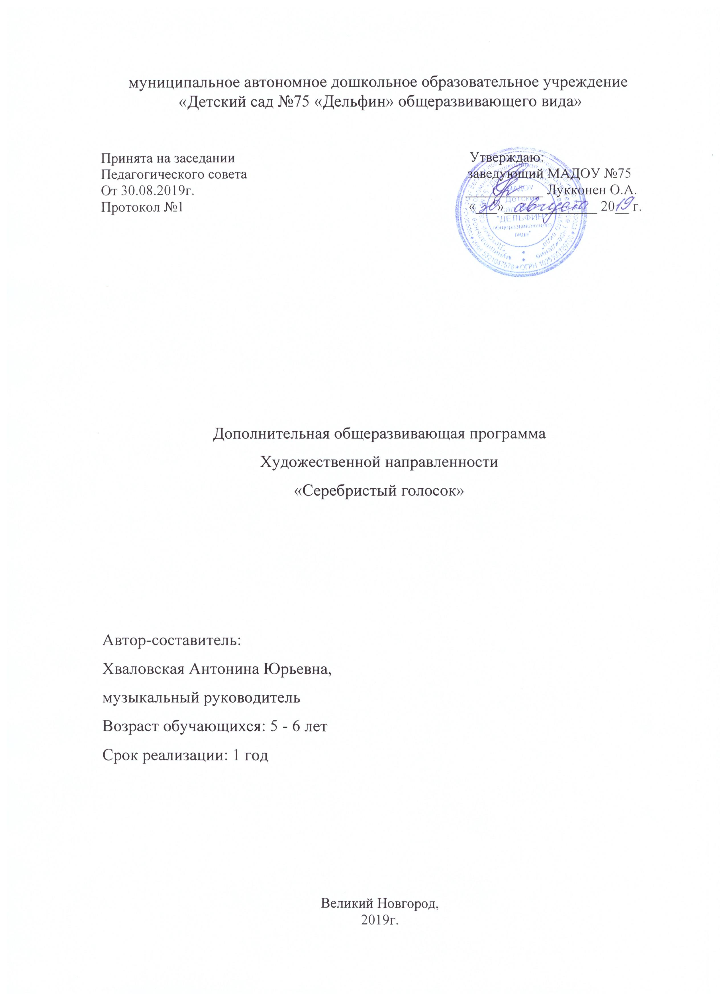 муниципальное автономное дошкольное образовательное учреждение
«Детский сад №75 «Дельфин» общеразвивающего вида»
Принята на заседании
Педагогического совета
От 30.08.2019г.
Протокол №1
Утверждаю:
заведующий МАДОУ №75
Лукконен О.А.
«30» августа 2019 г.
МАДОУ
"Детский
сад
"ДЕЛЬФИН"
общеразвивающего
вида"
Дополнительная общеразвивающая программа
Художественной направленности
«Серебристый голосок»
Автор-составитель:
Хваловская Антонина Юрьевна,
музыкальный руководитель
Возраст обучающихся: 5 - 6 лет
Срок реализации: 1 год
Великий Новгород,
2019г.